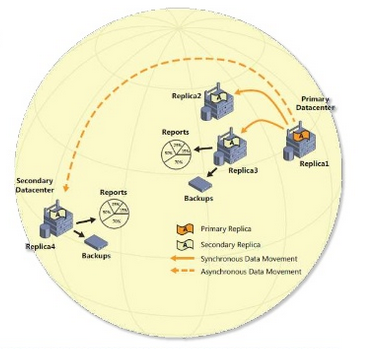 Replica2
Primary
Datacenter
Reports
Replica1
Replica3
Secondary
Datacenter
Reports
Backups
Replica4
Backups
A Primary Replica
A Secondary Replica
Synchronous Data Movement
Asynchronous Data Movement